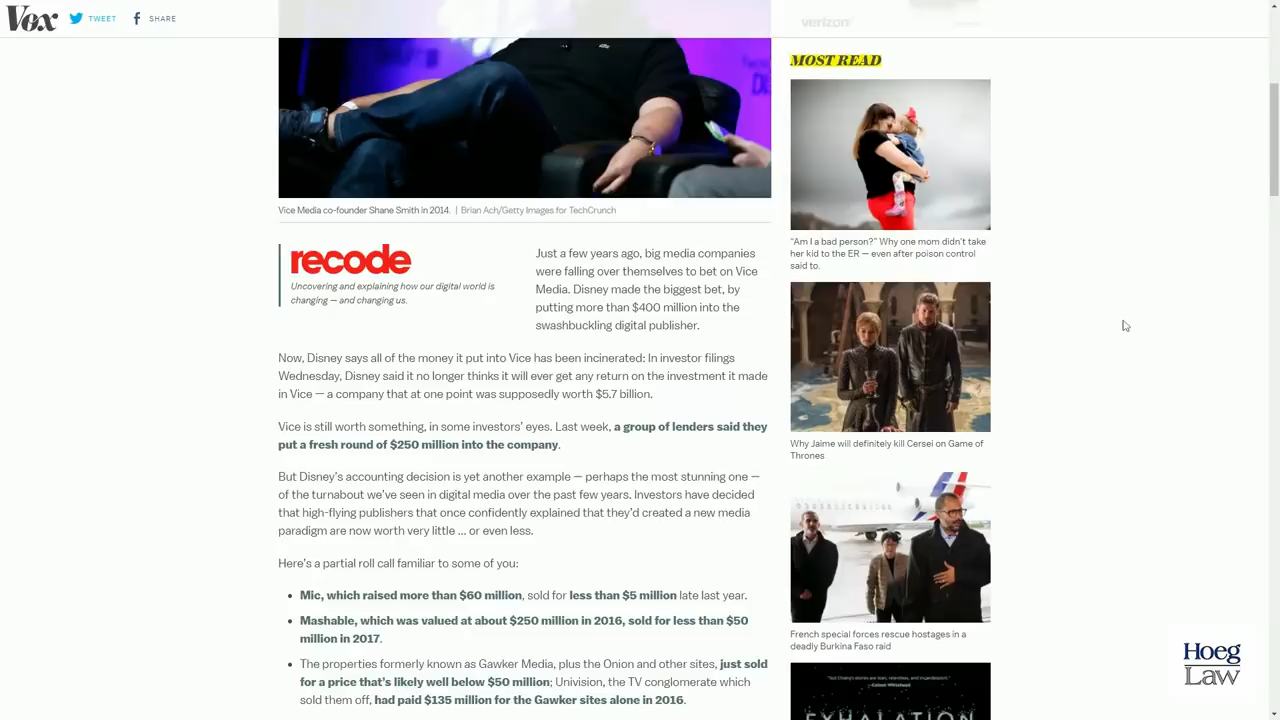 Vox
TWEET
SHARE
verizon
MOST READ
Vice Media co-founder Shane Smith in 2014. | Brian Ach/Getty Images for TechCrunch
recode
Uncovering and explaining how our digital world is
changing — and changing us.
Just a few years ago, big media companies
were falling over themselves to bet on Vice
Media. Disney made the biggest bet, by
putting more than $400 million into the
swashbuckling digital publisher.
Now, Disney says all of the money it put into Vice has been incinerated: In investor filings
Wednesday, Disney said it no longer thinks it will ever get any return on the investment it made
in Vice — a company that at one point was supposedly worth $5.7 billion.
Vice is still worth something, in some investors' eyes. Last week, a group of lenders said they
put a fresh round of $250 million into the company.
But Disney's accounting decision is yet another example — perhaps the most stunning one —
of the turnabout we've seen in digital media over the past few years. Investors have decided
that high-flying publishers that once confidently explained that they'd created a new media
paradigm are now worth very little ... or even less.
Here's a partial roll call familiar to some of you:
• Mic, which raised more than $60 million, sold for less than $5 million late last year.
• Mashable, which was valued at about $250 million in 2016, sold for less than $50
million in 2017.
• The properties formerly known as Gawker Media, plus the Onion and other sites, just sold
for a price that's likely well below $50 million; Univision, the TV conglomerate which
sold them off, had paid $135 million for the Gawker sites alone in 2016.
"Am I a bad person?" Why one mom didn't take
her kid to the ER — even after poison control
said to.
Why Jaime will definitely kill Cersei on Game of
Thrones
French special forces rescue hostages in a
deadly Burkina Faso raid
EXHALATION
Hoeg
Law